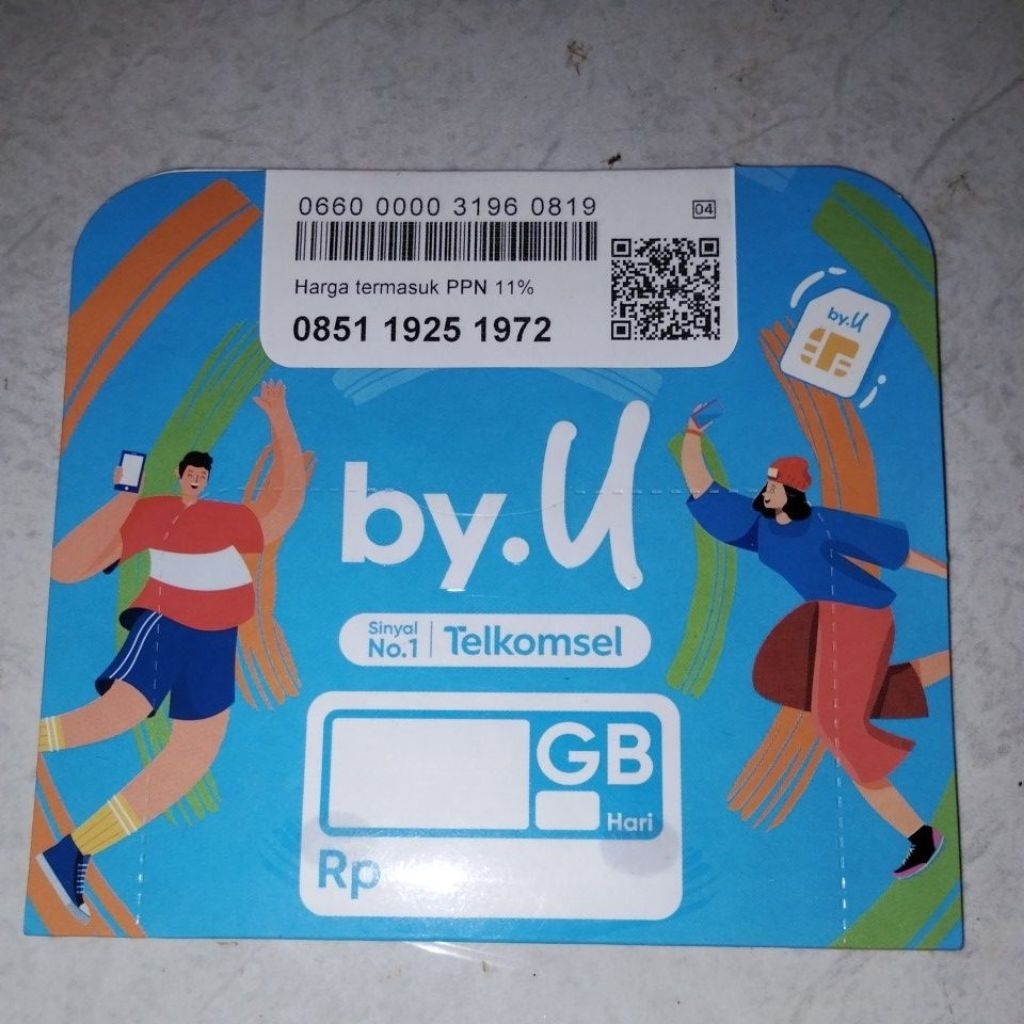 0660 0000 3196 0819
04
Harga termasuk PPN 11%
0851 1925 1972
by.U
by.U
Sinyal No.1 | Telkomsel
GB
Hari
Rp